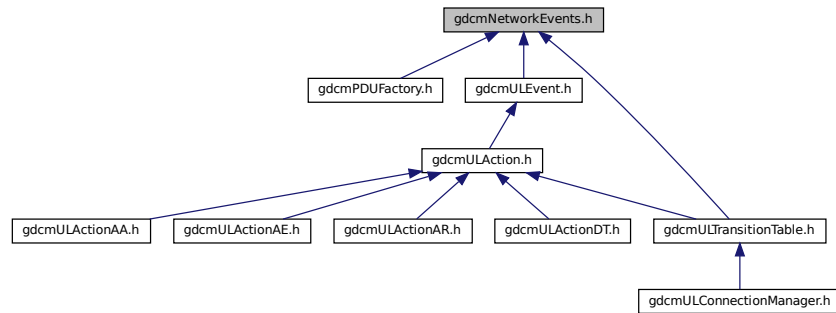 gdcmNetworkEvents.h
gdcmPDUFactory.h
gdcmULEvent.h
gdcmULAction.h
gdcmULActionAA.h
gdcmULActionAE.h
gdcmULActionAR.h
gdcmULActionDT.h
gdcmULTransitionTable.h
gdcmULConnectionManager.h